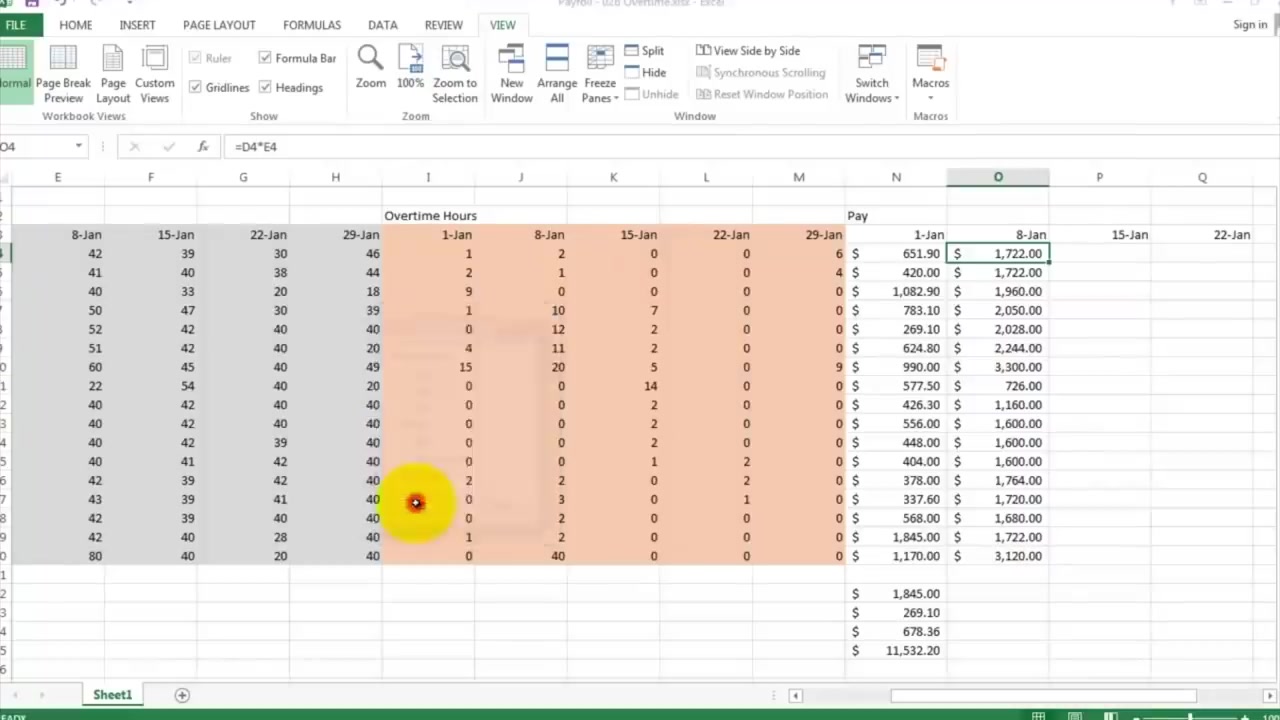 Payroll - 02b Overtime.xlsx - Excel
FILE HOME INSERT PAGE LAYOUT FORMULAS DATA REVIEW VIEW Sign in
Normal Page Break Preview Page Layout Custom Views
Ruler Formula Bar
Gridlines Headings
Zoom 100% Zoom to Selection
New Window Arrange All Freeze Panes
Split
Hide
Unhide
View Side by Side
Synchronous Scrolling
Reset Window Position
Switch Windows Macros
Workbook Views Show Zoom Window Macros
O4 fx =D4*E4
E F G H I J K L M N O P Q
Overtime Hours Pay
8-Jan 15-Jan 22-Jan 29-Jan 1-Jan 8-Jan 15-Jan 22-Jan 29-Jan 1-Jan 8-Jan 15-Jan 22-Jan
42 39 30 46 1 2 0 0 6 $ 651.90 $ 1,722.00
41 40 38 44 2 1 0 0 4 $ 420.00 $ 1,722.00
40 33 20 18 9 0 0 0 0 $ 1,082.90 $ 1,960.00
50 47 30 39 1 10 7 0 0 $ 783.10 $ 2,050.00
52 42 40 40 0 12 2 0 0 $ 269.10 $ 2,028.00
51 42 40 20 4 11 2 0 0 $ 624.80 $ 2,244.00
60 45 40 49 15 20 5 0 9 $ 990.00 $ 3,300.00
22 54 40 20 0 0 14 0 0 $ 577.50 $ 726.00
40 42 40 40 0 0 2 0 0 $ 426.30 $ 1,160.00
40 42 40 40 0 0 2 0 0 $ 556.00 $ 1,600.00
40 42 39 40 0 0 2 0 0 $ 448.00 $ 1,600.00
40 41 42 40 0 0 1 2 0 $ 404.00 $ 1,600.00
42 39 42 40 2 2 0 2 0 $ 378.00 $ 1,764.00
43 39 41 40 0 3 0 1 0 $ 337.60 $ 1,720.00
42 39 40 40 0 2 0 0 0 $ 568.00 $ 1,680.00
42 40 28 40 1 2 0 0 0 $ 1,845.00 $ 1,722.00
80 40 20 40 0 40 0 0 0 $ 1,170.00 $ 3,120.00
$ 1,845.00
$ 269.10
$ 678.36
$ 11,532.20
Sheet1